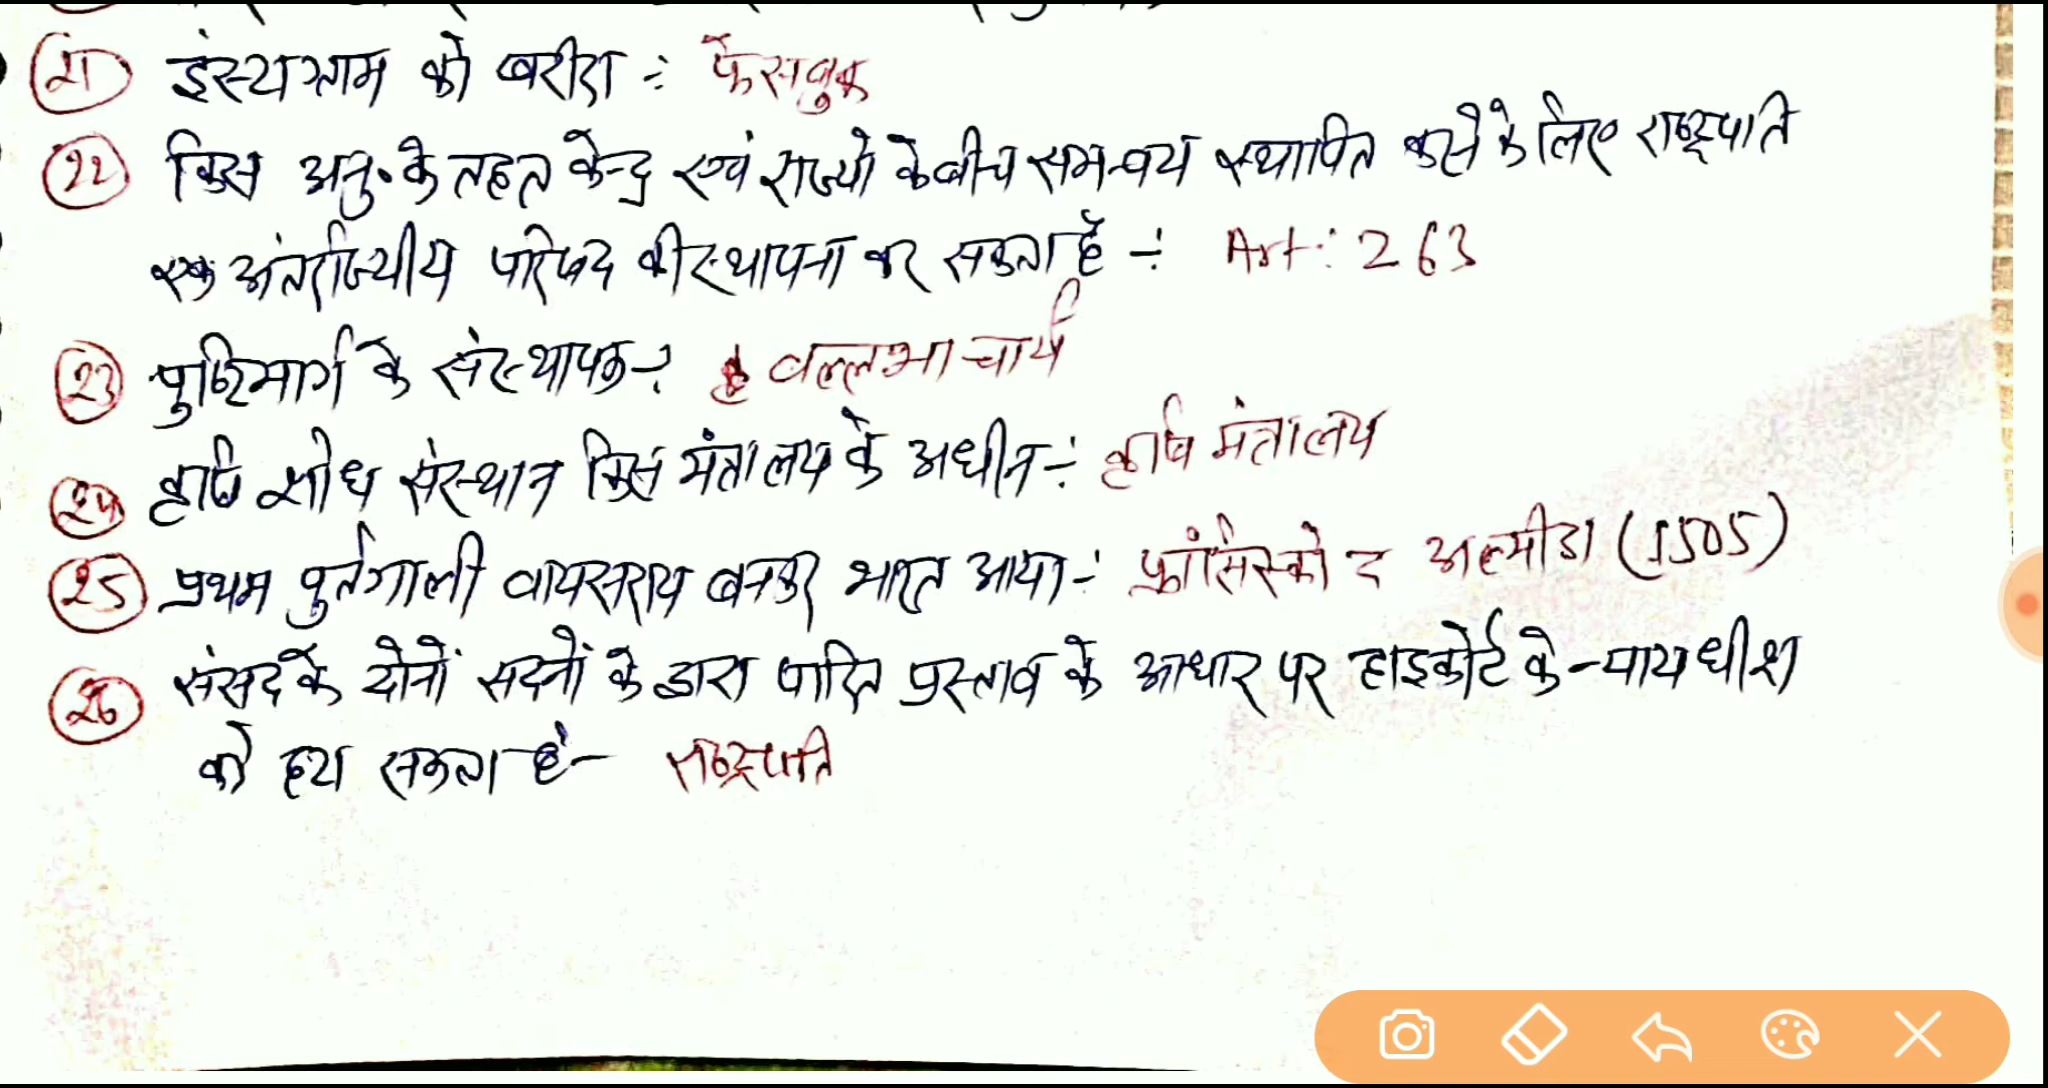 21 इंस्टाग्राम को खरीदा ÷ फेसबुक
22 किस अनु॰ के तहत केन्द्र एवं राज्यो के बीच समन्वय स्थापित करने के लिए राष्ट्रपति
एक अंतर्राज्यीय परिषद की स्थापना कर सकता है ÷ Art: 263
23 पुष्टिमार्ग के संस्थापक ÷ वल्लभाचार्य
24 कृषि शोध संस्थान किस मंत्रालय के अधीन ÷ कृषि मंत्रालय
25 प्रथम पुर्तगाली वायसराय बनकर भारत आया ÷ फ्रांसिस्को द अल्मीडा (1505)
26 संसद के दोनों सदनों के द्वारा पारित प्रस्ताव के आधार पर हाइकोर्ट के न्यायधीश
को हटा सकता है - राष्ट्रपति